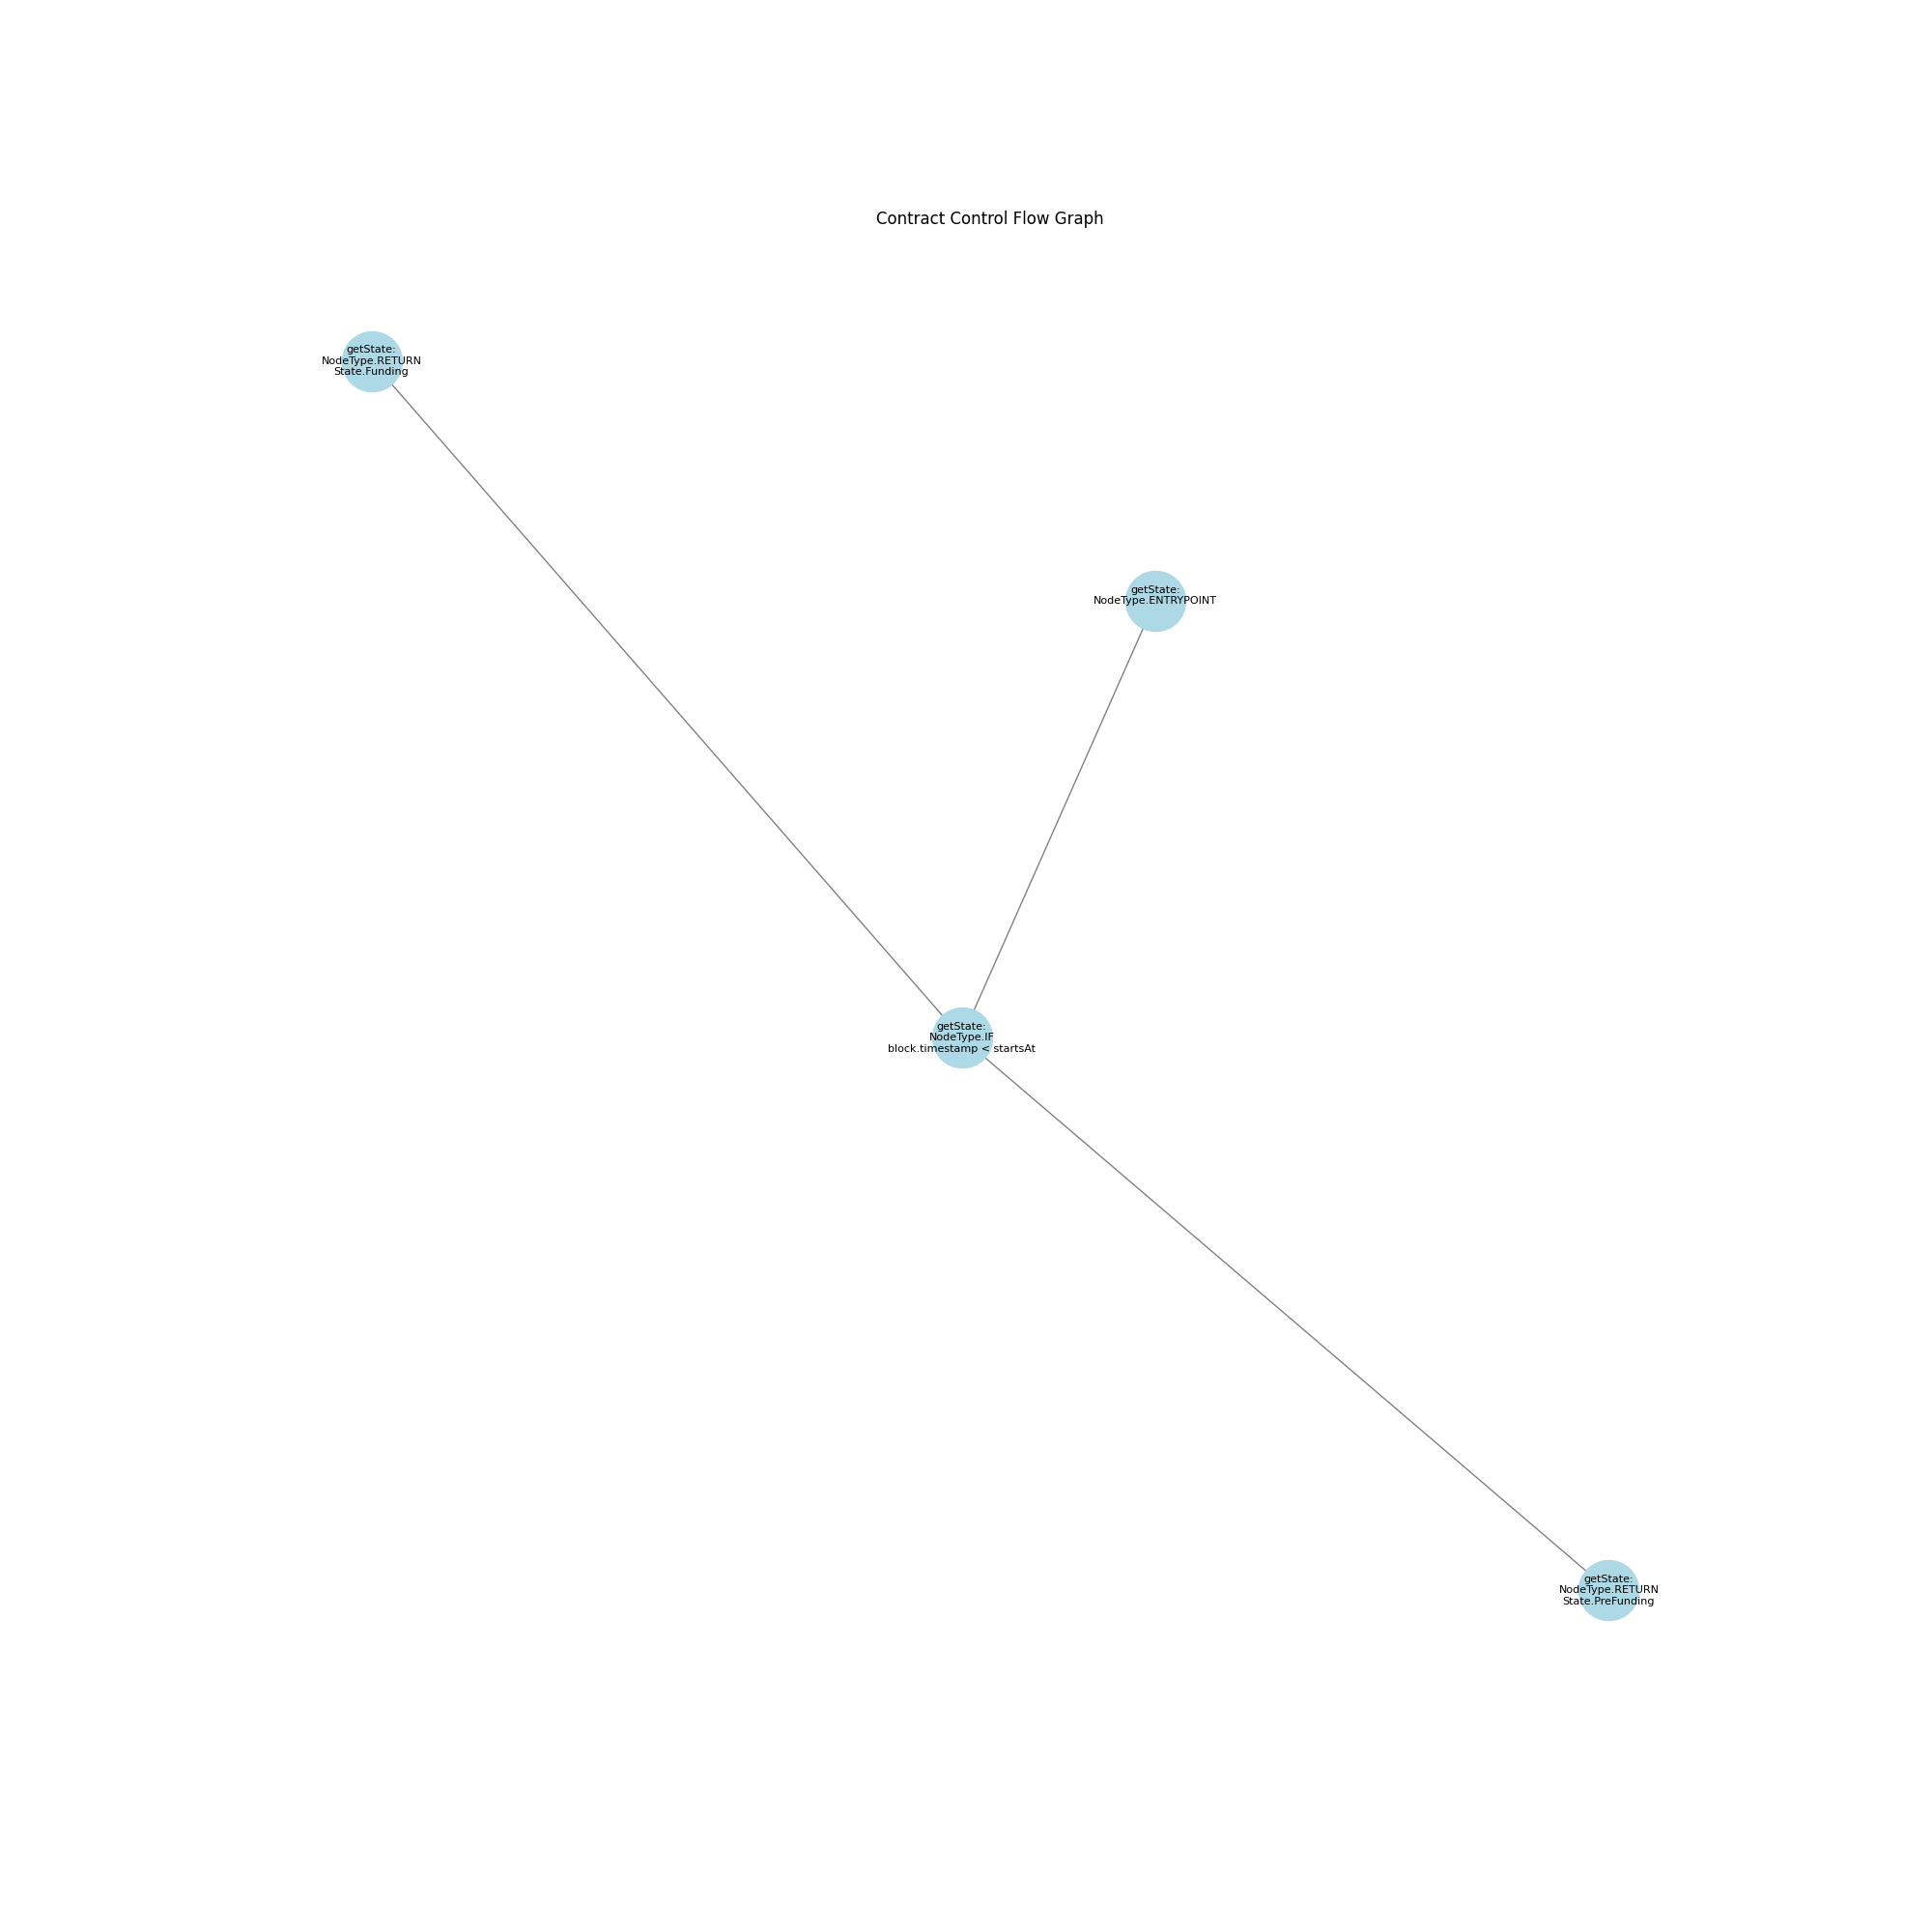 Contract Control Flow Graph
getState:
NodeType.RETURN
State.Funding
getState:
NodeType.ENTRYPOINT
getState:
NodeType.IF
block.timestamp < startsAt
getState:
NodeType.RETURN
State.PreFunding